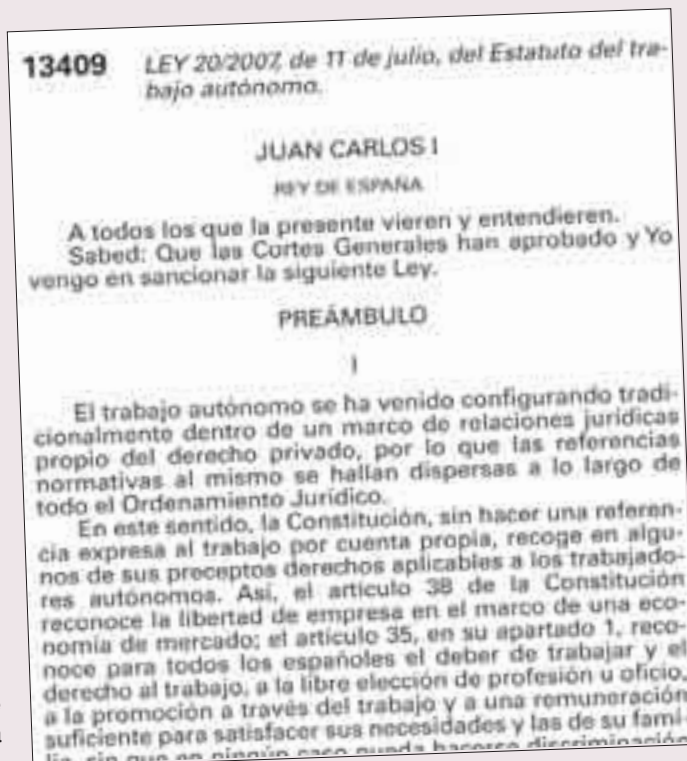 13409 LEY 20/2007, de 11 de julio, del Estatuto del tra-
bajo autónomo.
JUAN CARLOS I
REY DE ESPAÑA
A todos los que la presente vieren y entendieren.
Sabed: Que las Cortes Generales han aprobado y Yo
vengo en sancionar la siguiente Ley.
PREÁMBULO
I
El trabajo autónomo se ha venido configurando tradi-
cionalmente dentro de un marco de relaciones jurídicas
propio del derecho privado, por lo que las referencias
normativas al mismo se hallan dispersas a lo largo de
todo el Ordenamiento Jurídico.
En este sentido, la Constitución, sin hacer una referen-
cia expresa al trabajo por cuenta propia, recoge en algu-
nos de sus preceptos derechos aplicables a los trabajado-
res autónomos. Así, el artículo 38 de la Constitución
reconoce la libertad de empresa en el marco de una eco-
nomía de mercado; el artículo 35, en su apartado 1, reco-
noce para todos los españoles el deber de trabajar y el
derecho al trabajo, a la libre elección de profesión u oficio,
a la promoción a través del trabajo y a una remuneración
suficiente para satisfacer sus necesidades y las de su fami-
lia, sin que en ningún caso pueda hacerse discriminación